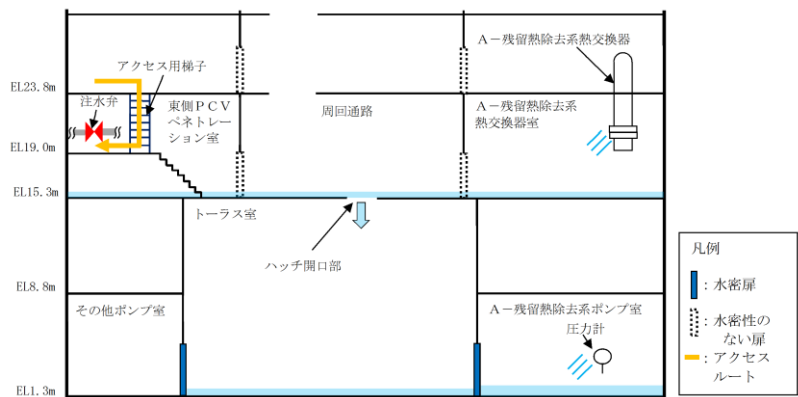 A－残留熱除去系熱交換器
アクセス用梯子
EL23.8m
注水弁
東側PCV
ペネトレー
ション室
周回通路
A－残留熱除去系
熱交換器室
EL19.0m
EL15.3m
トーラス室
ハッチ開口部
凡例
：水密扉
：水密性の
ない扉
：アクセス
ルート
EL8.8m
その他ポンプ室
A－残留熱除去系ポンプ室
圧力計
EL1.3m